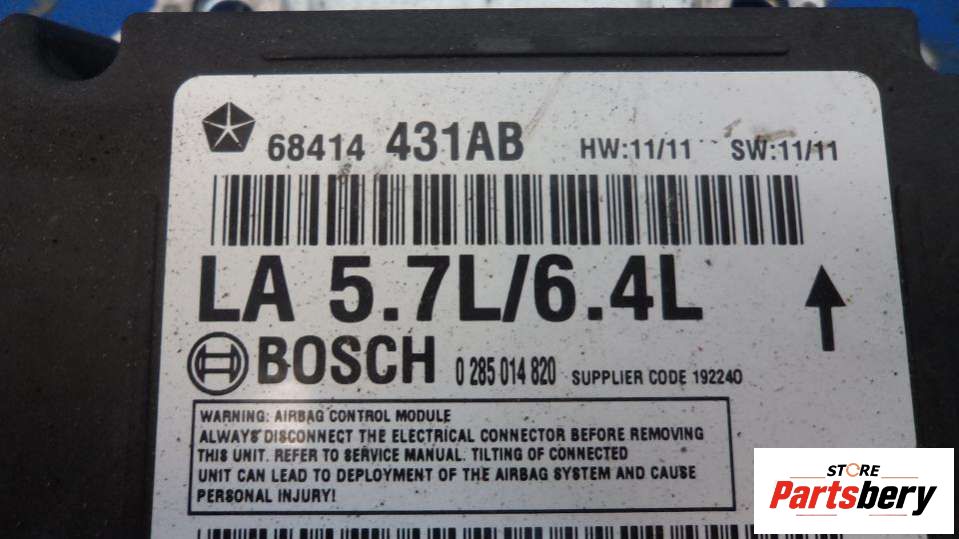 68414 431AB HW:11/11 SW:11/11
LA 5.7L/6.4L
BOSCH 0 285 014 820 SUPPLIER CODE 192240
WARNING: AIRBAG CONTROL MODULE
ALWAYS DISCONNECT THE ELECTRICAL CONNECTOR BEFORE REMOVING
THIS UNIT. REFER TO SERVICE MANUAL. TILTING OF CONNECTED
UNIT CAN LEAD TO DEPLOYMENT OF THE AIRBAG SYSTEM AND CAUSE
PERSONAL INJURY!
STORE
Partsbery